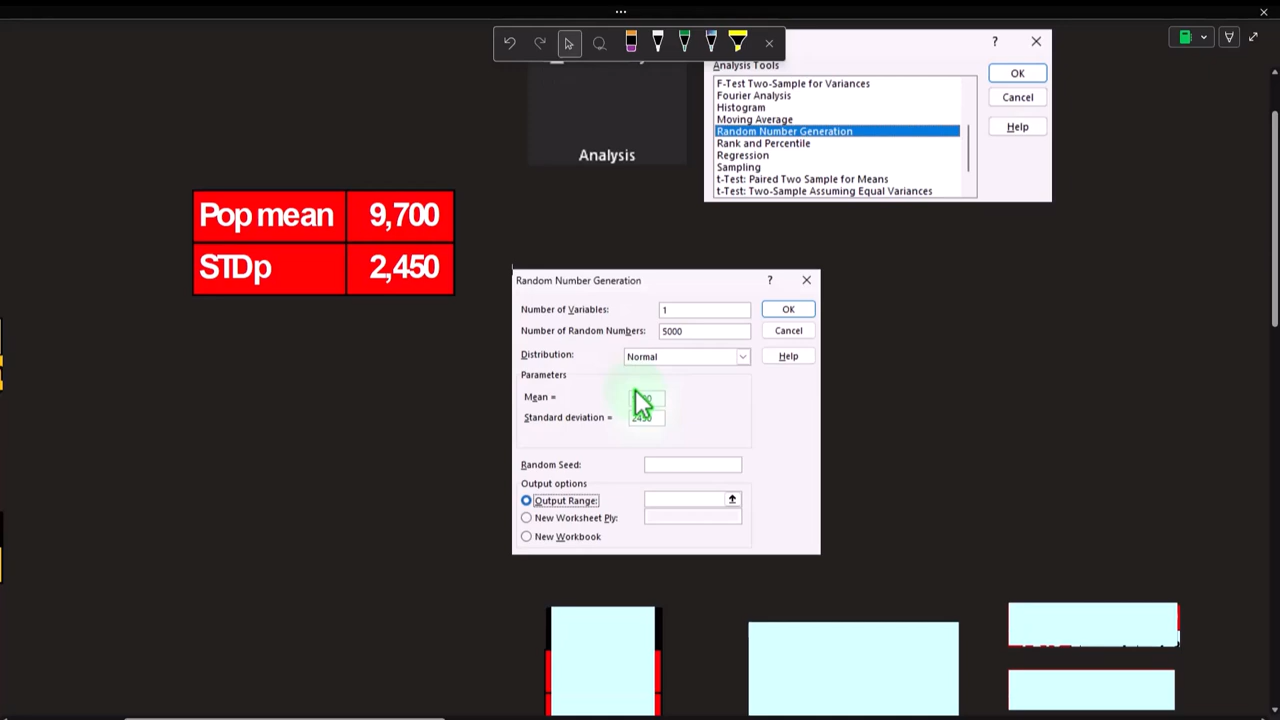 Analysis Tools
F-Test Two-Sample for Variances
Fourier Analysis
Histogram
Moving Average
Random Number Generation
Rank and Percentile
Regression
Sampling
t-Test: Paired Two Sample for Means
t-Test: Two-Sample Assuming Equal Variances
?
OK
Cancel
Help
Analysis
Pop mean 9,700
STDp 2,450
Random Number Generation ?
Number of Variables: 1 OK
Number of Random Numbers: 5000 Cancel
Distribution: Normal Help
Parameters
Mean =
Standard deviation = 2450
Random Seed:
Output options
Output Range:
New Worksheet Ply:
New Workbook